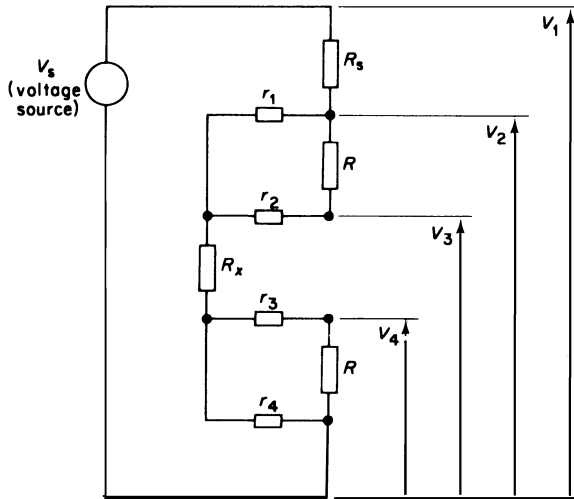 V₁
Vₛ
(voltage
source)
Rₛ
r₁
V₂
R
r₂
V₃
Rₓ
r₃
V₄
R
r₄